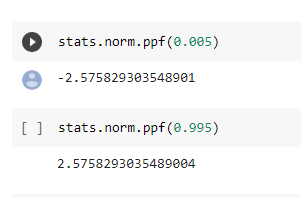 stats.norm.ppf(0.005)
-2.575829303548901
[ ] stats.norm.ppf(0.995)
2.5758293035489004